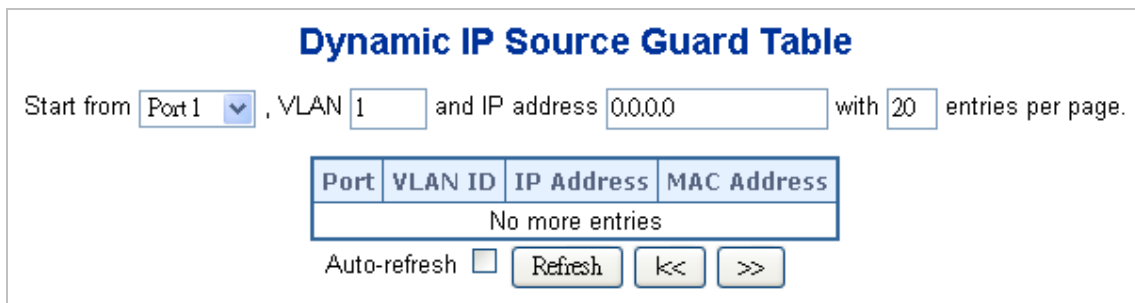 Dynamic IP Source Guard Table
Start from Port 1 , VLAN 1 and IP address 0.0.0.0 with 20 entries per page.
Port VLAN ID IP Address MAC Address
No more entries
Auto-refresh Refresh k<< >>